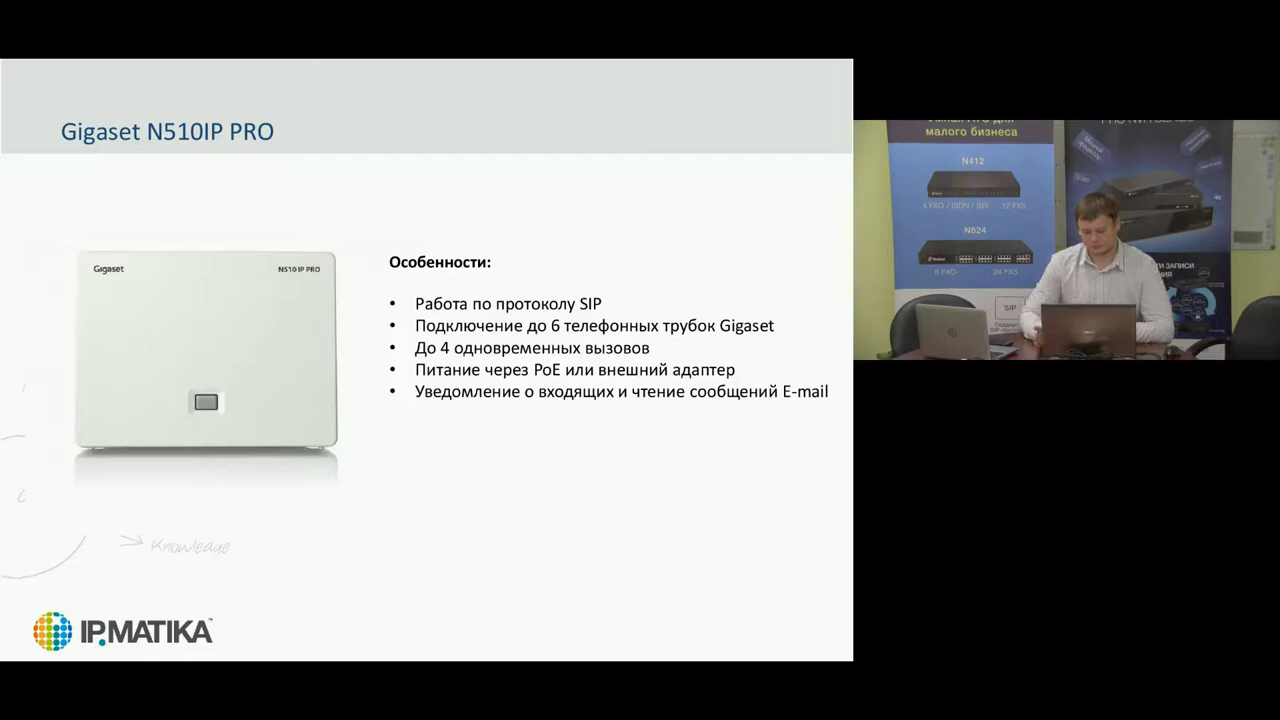 Gigaset N510IP PRO
Gigaset
N510 IP PRO
Особенности:
• Работа по протоколу SIP
• Подключение до 6 телефонных трубок Gigaset
• До 4 одновременных вызовов
• Питание через PoE или внешний адаптер
• Уведомление о входящих и чтение сообщений E-mail
Knowledge
IPMATIKA™
малого бизнеса
N412
4 FXO / ISDN / BRI 12 FXS
N824
8 FXO 24 FXS
SIP